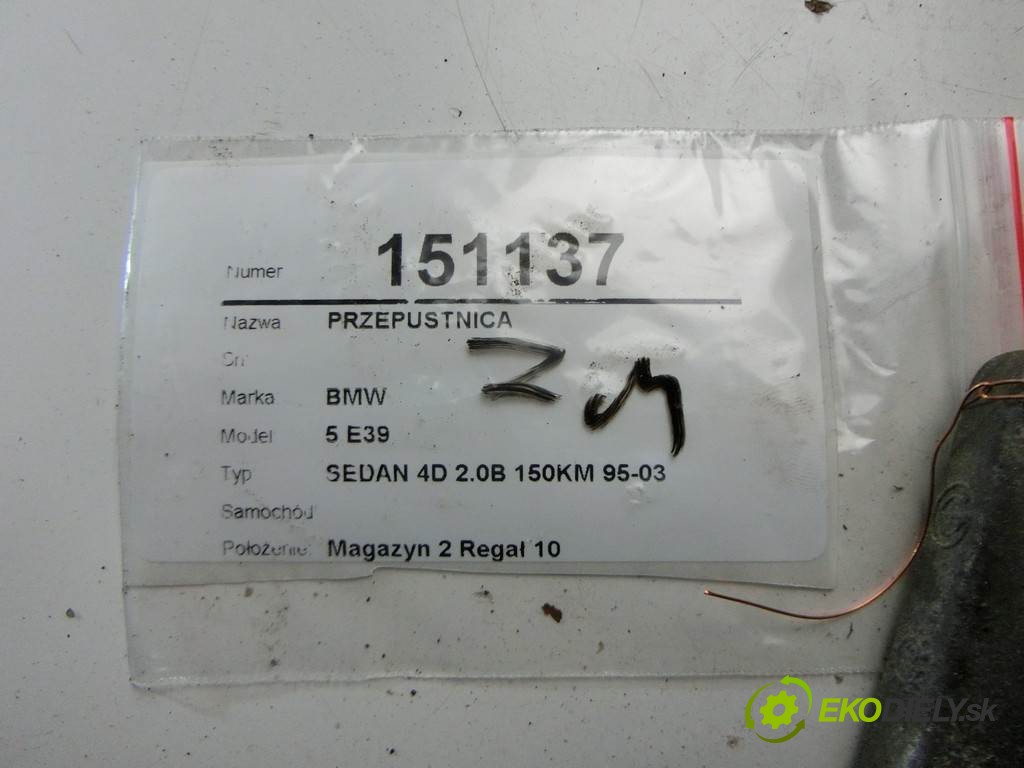 Numer 151137
Nazwa PRZEPUSTNICA
Sn
Marka BMW
Model 5 E39
Typ SEDAN 4D 2.0B 150KM 95-03
Samochód
Położenie Magazyn 2 Regał 10
EKODIELY.sk